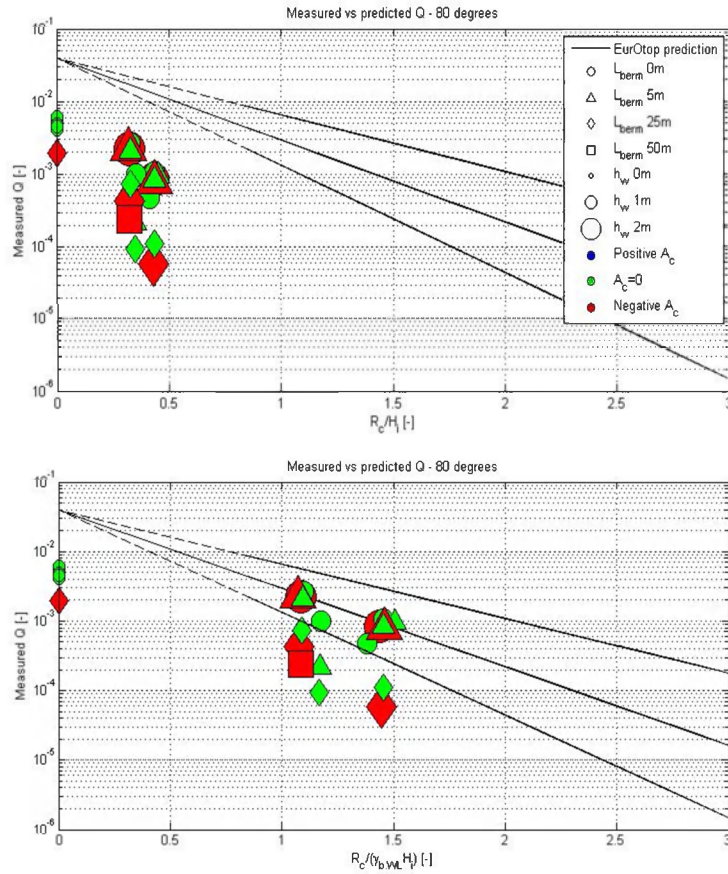 Measured vs predicted Q - 80 degrees
10^-1
10^-2
10^-3
10^-4
10^-5
10^-6
Measured Q [-]
0
0.5
1
1.5
2
2.5
3
R_c/H_i [-]
EurOtop prediction
L_berm 0m
L_berm 5m
L_berm 25m
L_berm 50m
h_w 0m
h_w 1m
h_w 2m
Positive A_c
A_c=0
Negative A_c
Measured vs predicted Q - 80 degrees
10^-1
10^-2
10^-3
10^-4
10^-5
10^-6
Measured Q [-]
0
0.5
1
1.5
2
2.5
3
R_c/(γ_b,WL H_i) [-]